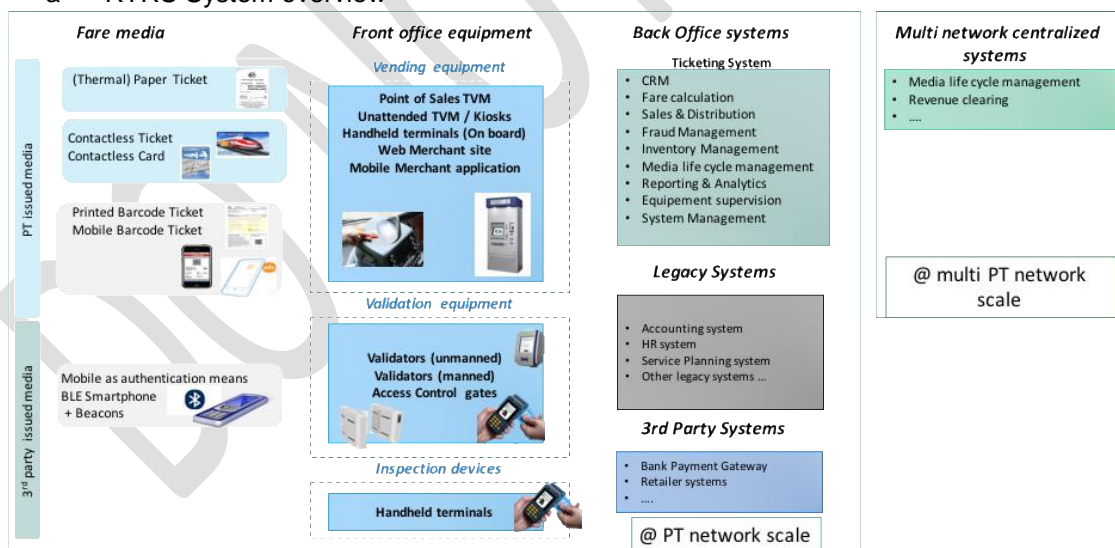 Fare media
Front office equipment
Back Office systems
Multi network centralized
systems
PT issued media
(Thermal) Paper Ticket
Contactless Ticket
Contactless Card
Printed Barcode Ticket
Mobile Barcode Ticket
3rd party issued media
Mobile as authentication means
BLE Smartphone
+ Beacons
Vending equipment
Point of Sales TVM
Unattended TVM / Kiosks
Handheld terminals (On board)
Web Merchant site
Mobile Merchant application
Validation equipment
Validators (unmanned)
Validators (manned)
Access Control gates
Inspection devices
Handheld terminals
Ticketing System
• CRM
• Fare calculation
• Sales & Distribution
• Fraud Management
• Inventory Management
• Media life cycle management
• Reporting & Analytics
• Equipement supervision
• System Management
Legacy Systems
• Accounting system
• HR system
• Service Planning system
• Other legacy systems ...
3rd Party Systems
• Bank Payment Gateway
• Retailer systems
• ....
@ PT network scale
• Media life cycle management
• Revenue clearing
• ....
@ multi PT network
scale